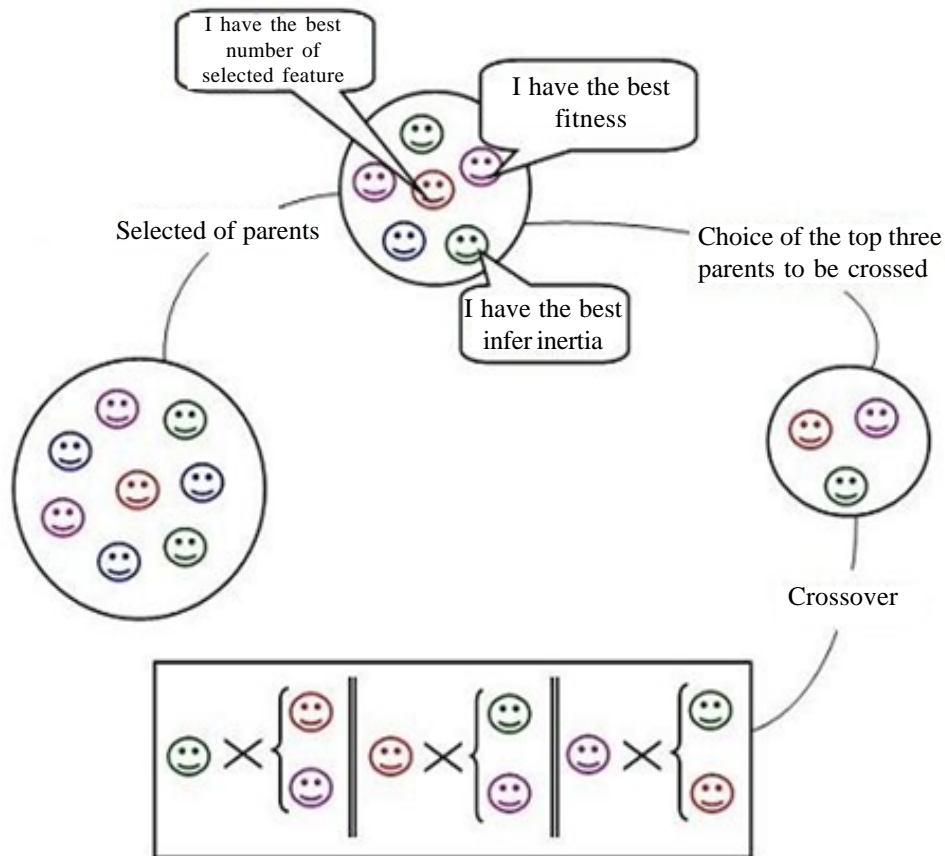 I have the best
number of
selected feature
I have the best
fitness
Selected of parents
Choice of the top three
parents to be crossed
I have the best
infer inertia
Crossover